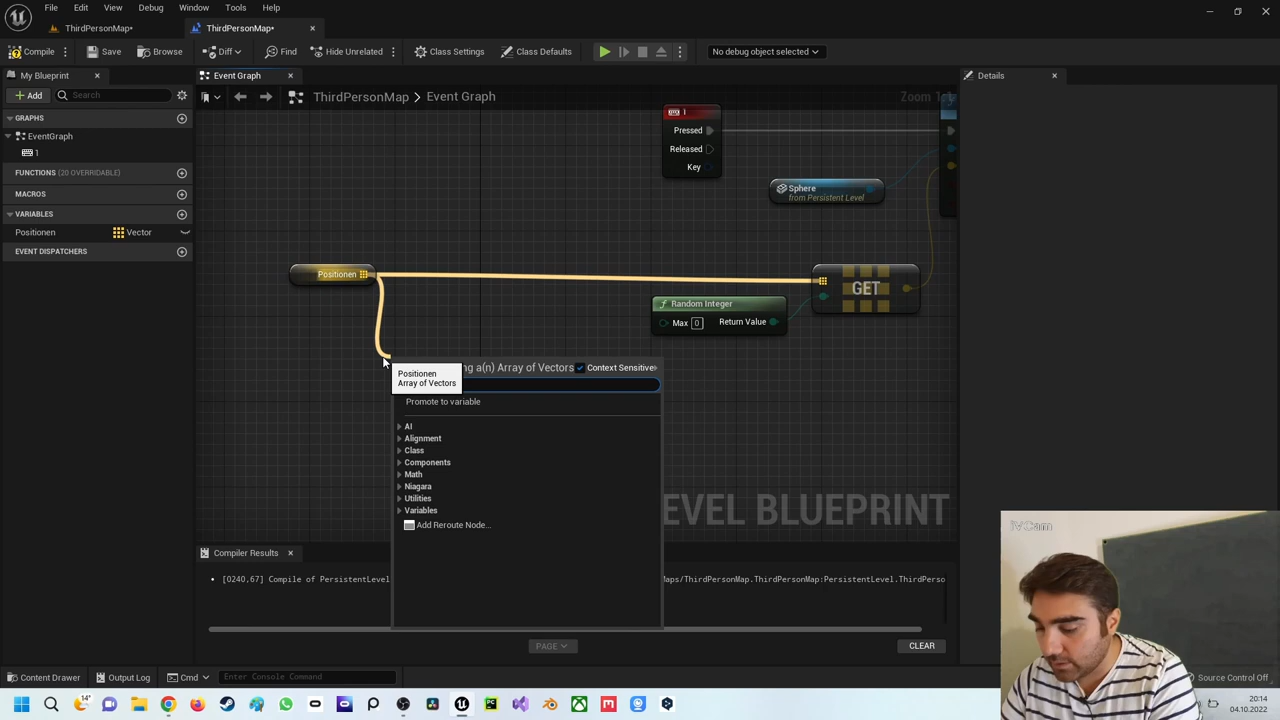 File Edit View Debug Window Tools Help
ThirdPersonMap•
ThirdPersonMap•
Compile
Save
Browse
Diff
Find
Hide Unrelated
Class Settings
Class Defaults
No debug object selected
My Blueprint
Event Graph
Details
Add
Search
ThirdPersonMap > Event Graph
GRAPHS
EventGraph
1
FUNCTIONS (20 OVERRIDABLE)
MACROS
VARIABLES
Positionen
Vector
EVENT DISPATCHERS
Pressed
Released
Key
Sphere
from Persistent Level
Positionen
GET
Random Integer
Max 0
Return Value
a(n) Array of Vectors
Context Sensitive
Positionen
Array of Vectors
Promote to variable
AI
Alignment
Class
Components
Math
Niagara
Utilities
Variables
Add Reroute Node...
LEVEL BLUEPRINT
iVCam
Compiler Results
[0240,67] Compile of PersistentLevel
Maps/ThirdPersonMap.ThirdPersonMap:PersistentLevel.ThirdPerso
PAGE
CLEAR
Content Drawer
Output Log
Cmd
Enter Console Command
Source Control Off
14°
20:14
04.10.2022